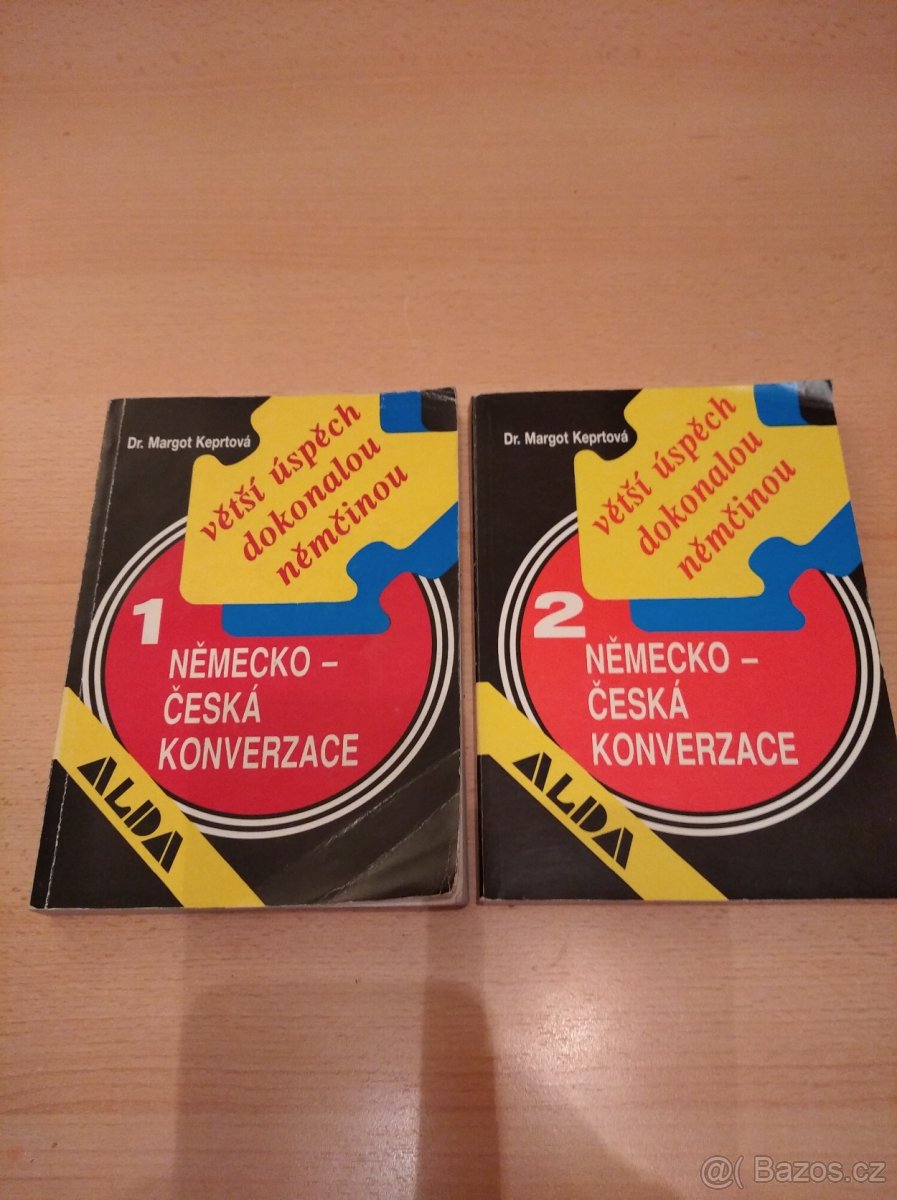 Dr. Margot Keprtová
větší úspěch
dokonalou
němčinou
1
NĚMECKO –
ČESKÁ
KONVERZACE
ALDA
Dr. Margot Keprtová
větší úspěch
dokonalou
němčinou
2
NĚMECKO –
ČESKÁ
KONVERZACE
ALDA
@( Bazos.cz